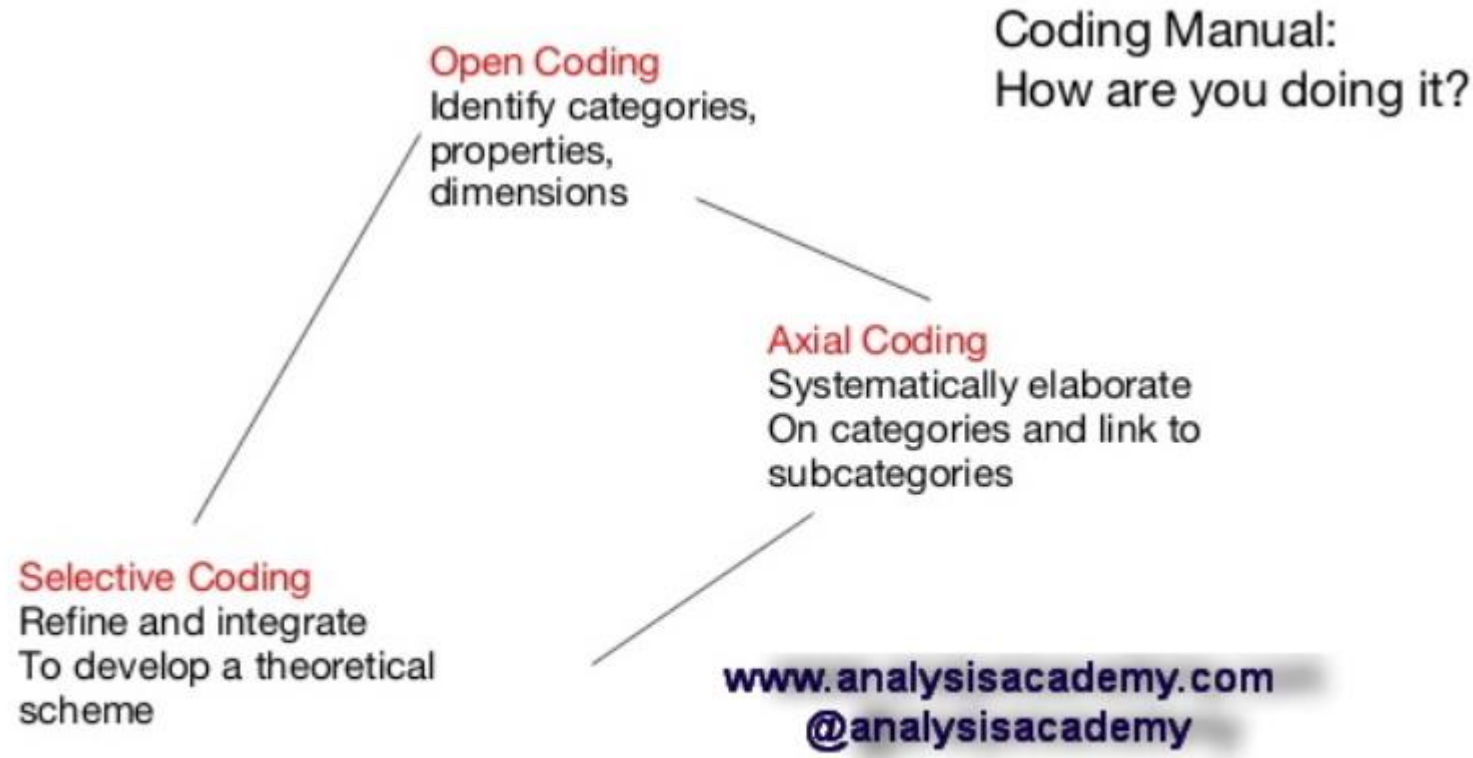 Coding Manual:
How are you doing it?
Open Coding
Identify categories,
properties,
dimensions
Axial Coding
Systematically elaborate
On categories and link to
subcategories
Selective Coding
Refine and integrate
To develop a theoretical
scheme
www.analysisacademy.com
@analysisacademy